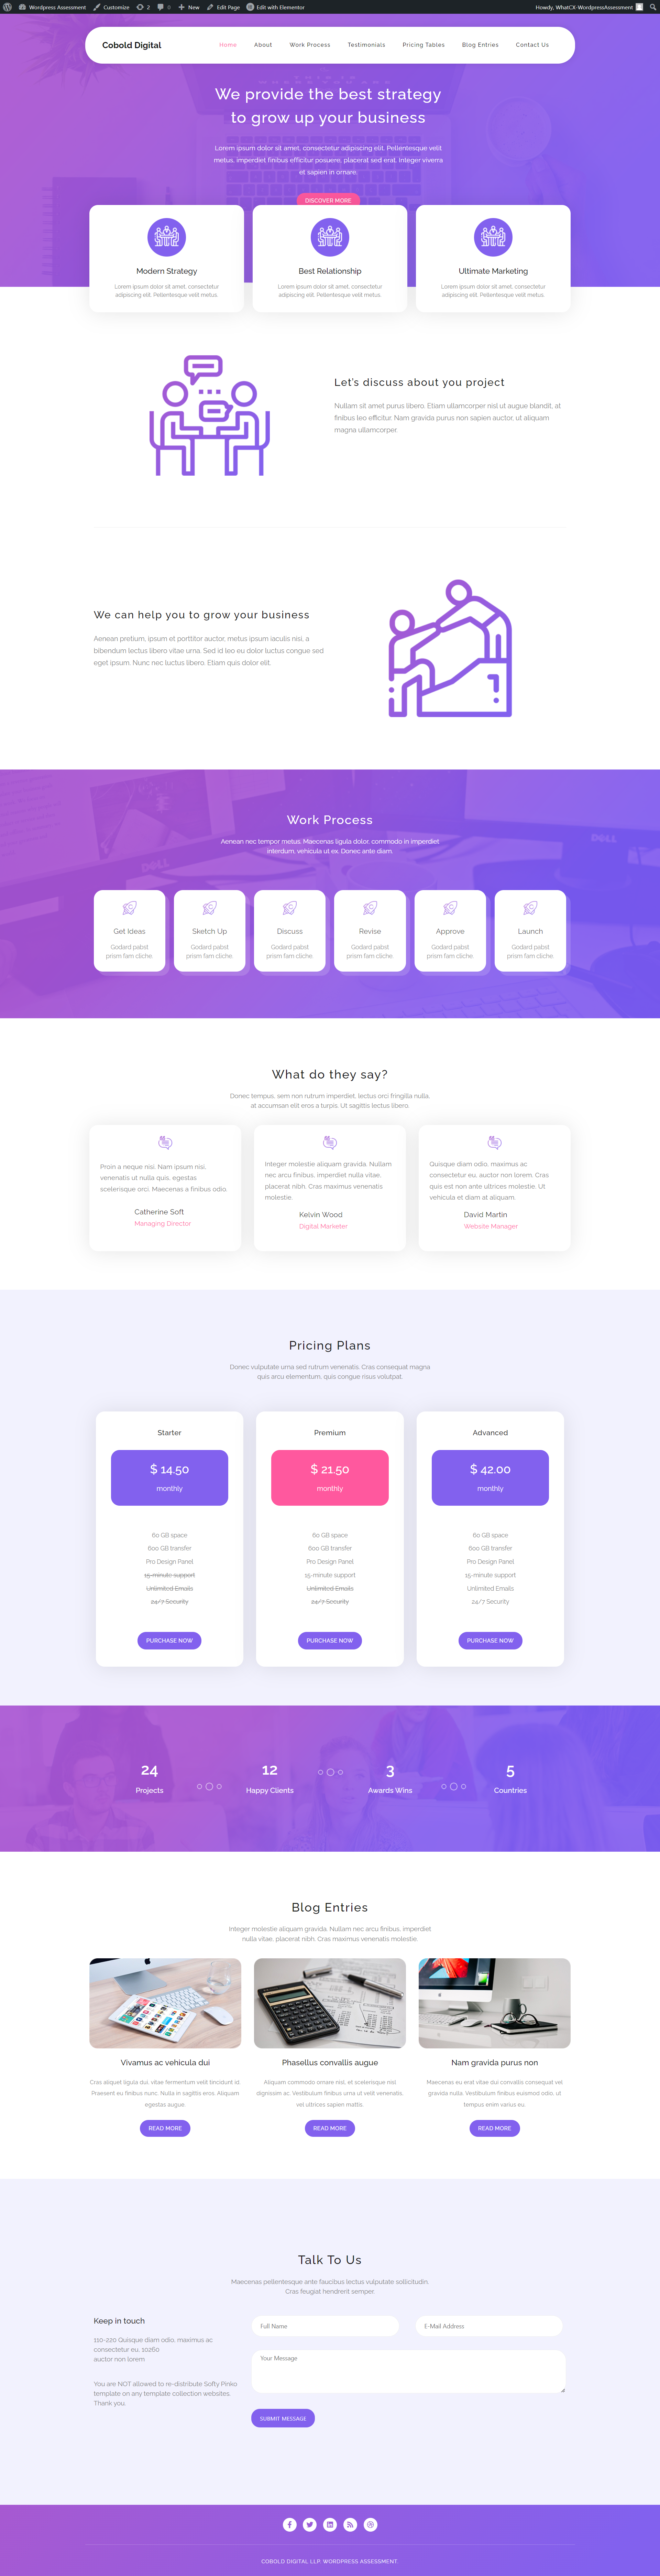 Wordpress Assessment Customize 2 0 New Edit Page Edit with Elementor Howdy, WhatCX-WordpressAssessment
Cobold Digital Home About Work Process Testimonials Pricing Tables Blog Entries Contact Us
We provide the best strategy
to grow up your business
Lorem ipsum dolor sit amet, consectetur adipiscing elit. Pellentesque velit
metus, imperdiet finibus efficitur posuere, placerat sed erat. Integer viverra
et sapien in ornare.
DISCOVER MORE
Modern Strategy
Lorem ipsum dolor sit amet, consectetur
adipiscing elit. Pellentesque velit metus.
Best Relationship
Lorem ipsum dolor sit amet, consectetur
adipiscing elit. Pellentesque velit metus.
Ultimate Marketing
Lorem ipsum dolor sit amet, consectetur
adipiscing elit. Pellentesque velit metus.
Let's discuss about you project
Nullam sit amet purus libero. Etiam ullamcorper nisl ut augue blandit, at
finibus leo efficitur. Nam gravida purus non sapien auctor, ut aliquam
magna ullamcorper.
We can help you to grow your business
Aenean pretium, ipsum et porttitor auctor, metus ipsum iaculis nisi, a
bibendum lectus libero vitae urna. Sed id leo eu dolor luctus congue sed
eget ipsum. Nunc nec luctus libero. Etiam quis dolor elit.
Work Process
Aenean nec tempor metus. Maecenas ligula dolor, commodo in imperdiet
interdum, vehicula ut ex. Donec ante diam.
DELL
DELL
Get Ideas
Godard pabst
prism fam cliche.
Sketch Up
Godard pabst
prism fam cliche.
Discuss
Godard pabst
prism fam cliche.
Revise
Godard pabst
prism fam cliche.
Approve
Godard pabst
prism fam cliche.
Launch
Godard pabst
prism fam cliche.
What do they say?
Donec tempus, sem non rutrum imperdiet, lectus orci fringilla nulla,
at accumsan elit eros a turpis. Ut sagittis lectus libero.
Proin a neque nisi. Nam ipsum nisi,
venenatis ut nulla quis, egestas
scelerisque orci. Maecenas a finibus odio.
Catherine Soft
Managing Director
Integer molestie aliquam gravida. Nullam
nec arcu finibus, imperdiet nulla vitae,
placerat nibh. Cras maximus venenatis
molestie.
Kelvin Wood
Digital Marketer
Quisque diam odio, maximus ac
consectetur eu, auctor non lorem. Cras
quis est non ante ultrices molestie. Ut
vehicula et diam at aliquam.
David Martin
Website Manager
Pricing Plans
Donec vulputate urna sed rutrum venenatis. Cras consequat magna
quis arcu elementum, quis congue risus volutpat.
Starter
$ 14.50
monthly
60 GB space
600 GB transfer
Pro Design Panel
15-minute support
Unlimited Emails
24/7 Security
PURCHASE NOW
Premium
$ 21.50
monthly
60 GB space
600 GB transfer
Pro Design Panel
15-minute support
Unlimited Emails
24/7 Security
PURCHASE NOW
Advanced
$ 42.00
monthly
60 GB space
600 GB transfer
Pro Design Panel
15-minute support
Unlimited Emails
24/7 Security
PURCHASE NOW
24
Projects
12
Happy Clients
3
Awards Wins
5
Countries
Blog Entries
Integer molestie aliquam gravida. Nullam nec arcu finibus, imperdiet
nulla vitae, placerat nibh. Cras maximus venenatis molestie.
Vivamus ac vehicula dui
Cras aliquet ligula dui, vitae fermentum velit tincidunt id.
Praesent eu finibus nunc. Nulla in sagittis eros. Aliquam
egestas augue.
READ MORE
Phasellus convallis augue
Aliquam commodo ornare nisl, et scelerisque nisl
dignissim ac. Vestibulum finibus urna ut velit venenatis,
vel ultrices sapien mattis.
READ MORE
Nam gravida purus non
Maecenas eu erat vitae dui convallis consequat vel
gravida nulla. Vestibulum finibus euismod odio, ut
tempus enim varius eu.
READ MORE
Talk To Us
Maecenas pellentesque ante faucibus lectus vulputate sollicitudin.
Cras feugiat hendrerit semper.
Keep in touch
110-220 Quisque diam odio, maximus ac
consectetur eu, 10260
auctor non lorem
You are NOT allowed to re-distribute Softy Pinko
template on any template collection websites.
Thank you.
Full Name
E-Mail Address
Your Message
SUBMIT MESSAGE
COBOLD DIGITAL LLP. WORDPRESS ASSESSMENT.